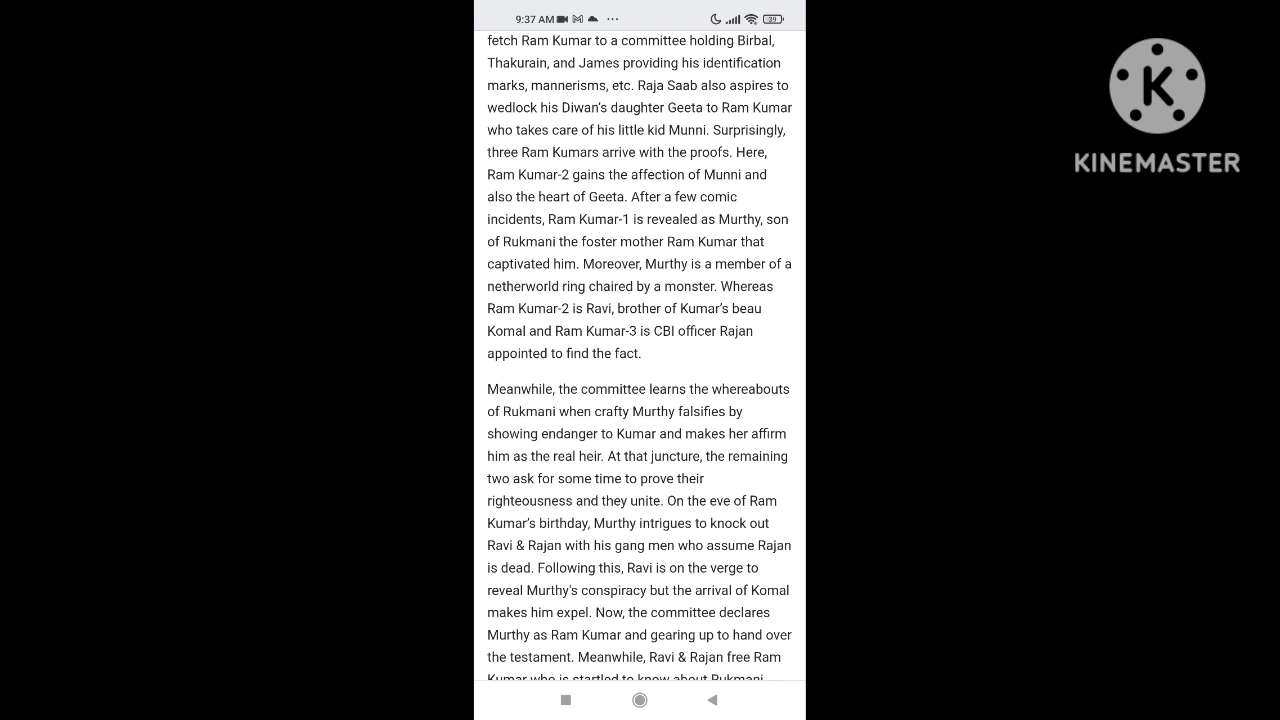 9:37 AM
39
fetch Ram Kumar to a committee holding Birbal,
Thakurain, and James providing his identification
marks, mannerisms, etc. Raja Saab also aspires to
wedlock his Diwan's daughter Geeta to Ram Kumar
who takes care of his little kid Munni. Surprisingly,
three Ram Kumars arrive with the proofs. Here,
Ram Kumar-2 gains the affection of Munni and
also the heart of Geeta. After a few comic
incidents, Ram Kumar-1 is revealed as Murthy, son
of Rukmani the foster mother Ram Kumar that
captivated him. Moreover, Murthy is a member of a
netherworld ring chaired by a monster. Whereas
Ram Kumar-2 is Ravi, brother of Kumar's beau
Komal and Ram Kumar-3 is CBI officer Rajan
appointed to find the fact.
Meanwhile, the committee learns the whereabouts
of Rukmani when crafty Murthy falsifies by
showing endanger to Kumar and makes her affirm
him as the real heir. At that juncture, the remaining
two ask for some time to prove their
righteousness and they unite. On the eve of Ram
Kumar's birthday, Murthy intrigues to knock out
Ravi & Rajan with his gang men who assume Rajan
is dead. Following this, Ravi is on the verge to
reveal Murthy's conspiracy but the arrival of Komal
makes him expel. Now, the committee declares
Murthy as Ram Kumar and gearing up to hand over
the testament. Meanwhile, Ravi & Rajan free Ram
Kumar who is startled to know about Rukmani
K
KINEMASTER